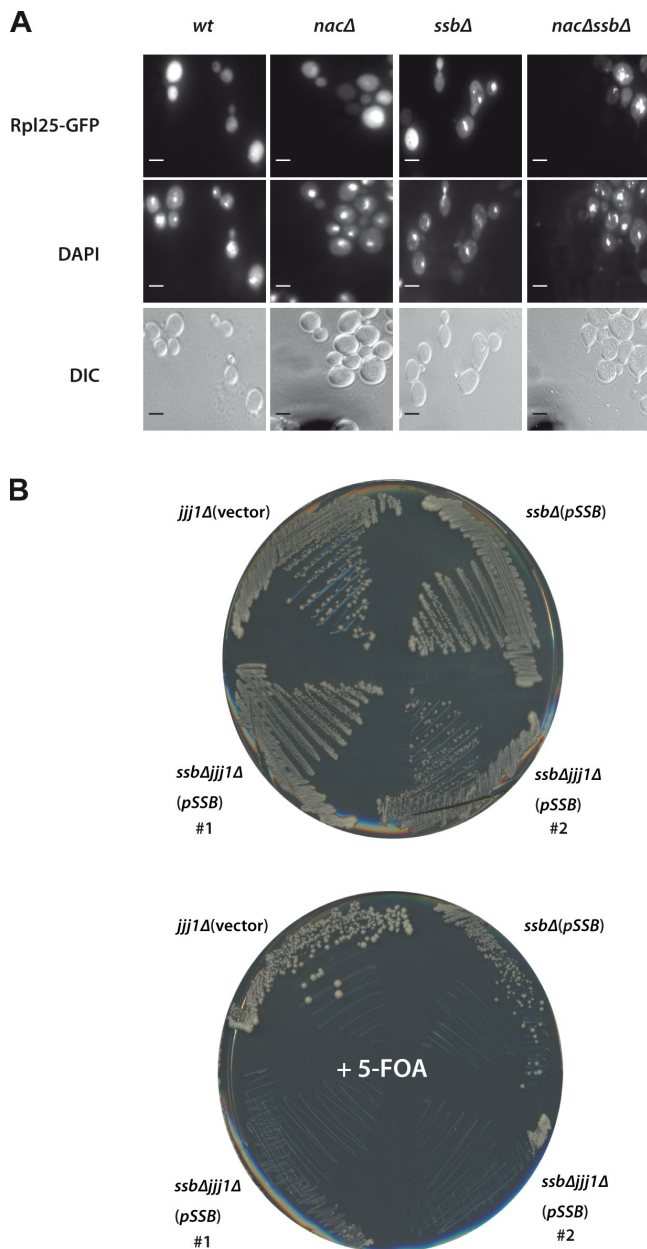 A
wt nacΔ ssbΔ nacΔssbΔ
Rpl25-GFP
DAPI
DIC
B
jjj1Δ(vector)
ssbΔ(pSSB)
ssbΔjjj1Δ
(pSSB)
#1
ssbΔjjj1Δ
(pSSB)
#2
jjj1Δ(vector)
ssbΔ(pSSB)
+ 5-FOA
ssbΔjjj1Δ
(pSSB)
#1
ssbΔjjj1Δ
(pSSB)
#2